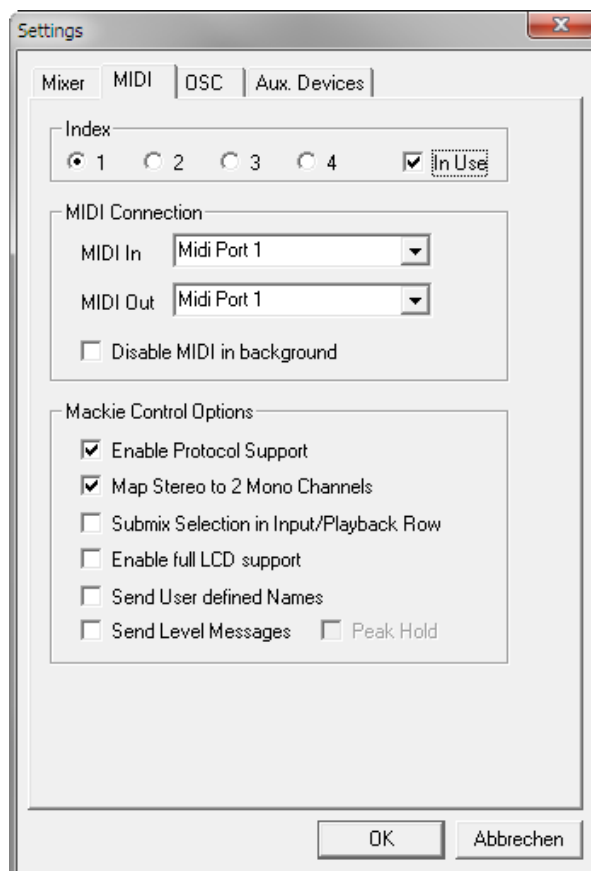 Settings
Mixer MIDI OSC Aux. Devices
Index
1 2 3 4 In Use
MIDI Connection
MIDI In Midi Port 1
MIDI Out Midi Port 1
Disable MIDI in background
Mackie Control Options
Enable Protocol Support
Map Stereo to 2 Mono Channels
Submix Selection in Input/Playback Row
Enable full LCD support
Send User defined Names
Send Level Messages Peak Hold
OK Abbrechen